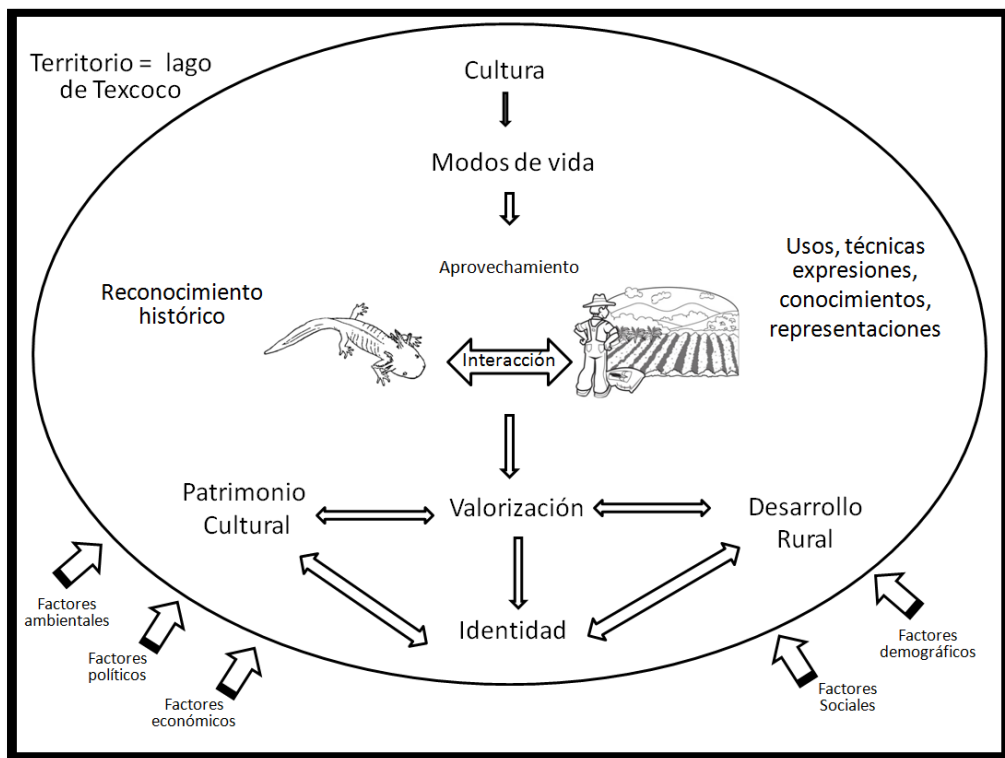 Territorio = lago
de Texcoco
Cultura
Modos de vida
Aprovechamiento
Usos, técnicas
expresiones,
conocimientos,
representaciones
Reconocimiento
histórico
Interacción
Patrimonio
Cultural
Valorización
Desarrollo
Rural
Identidad
Factores
ambientales
Factores
políticos
Factores
económicos
Factores
Sociales
Factores
demográficos